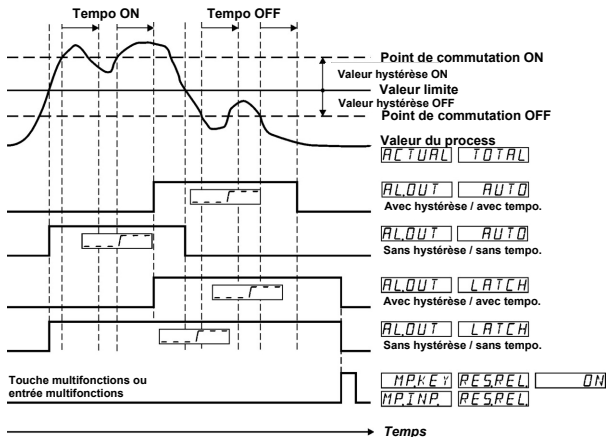 Tempo ON Tempo OFF
Point de commutation ON
Valeur hystérèse ON
Valeur limite
Valeur hystérèse OFF
Point de commutation OFF
Valeur du process
ACTUAL TOTAL
AL.OUT AUTO
Avec hystérèse / avec tempo.
AL.OUT AUTO
Sans hystérèse / sans tempo.
AL.OUT LATCH
Avec hystérèse / avec tempo.
AL.OUT LATCH
Sans hystérèse / sans tempo.
Touche multifonctions ou
entrée multifonctions
MP.KEY RES.REL. ON
MP.INP. RES.REL.
Temps